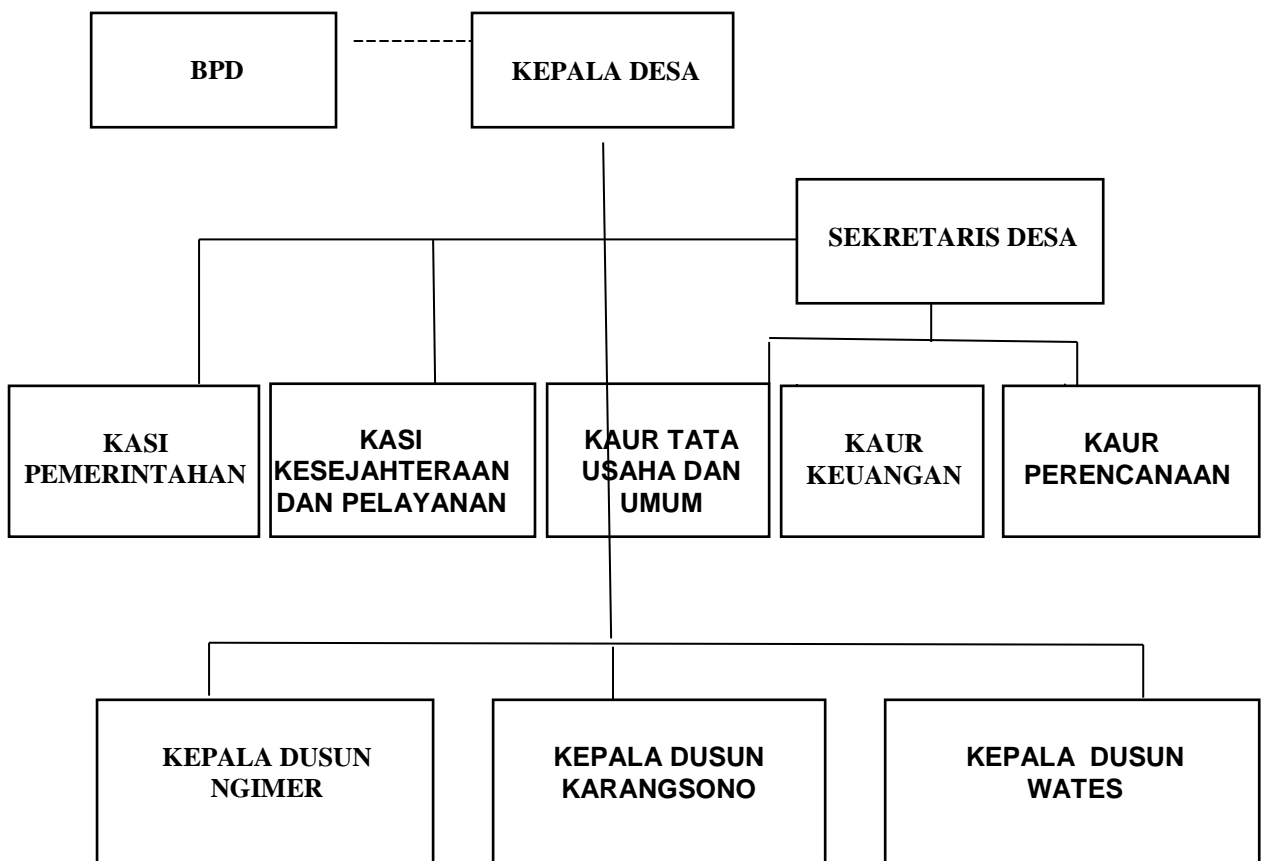 BPD
KEPALA DESA
SEKRETARIS DESA
KASI
PEMERINTAHAN
KASI
KESEJAHTERAAN
DAN PELAYANAN
KAUR TATA
USAHA DAN
UMUM
KAUR
KEUANGAN
KAUR
PERENCANAAN
KEPALA DUSUN
NGIMER
KEPALA DUSUN
KARANGSONO
KEPALA DUSUN
WATES